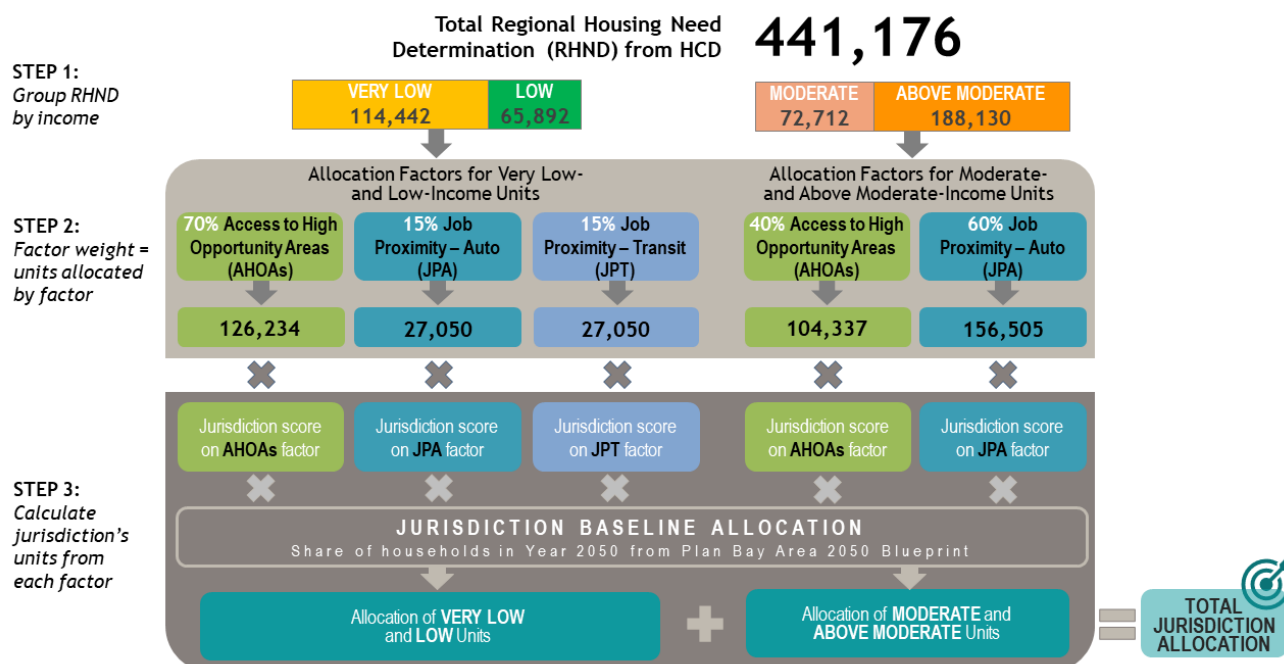 Total Regional Housing Need
Determination (RHND) from HCD
441,176
STEP 1:
Group RHND
by income
VERY LOW
114,442
LOW
65,892
MODERATE
72,712
ABOVE MODERATE
188,130
STEP 2:
Factor weight =
units allocated
by factor
Allocation Factors for Very Low-
and Low-Income Units
70% Access to High
Opportunity Areas
(AHOAs)
15% Job
Proximity – Auto
(JPA)
15% Job
Proximity – Transit
(JPT)
126,234
27,050
27,050
Allocation Factors for Moderate-
and Above Moderate-Income Units
40% Access to High
Opportunity Areas
(AHOAs)
60% Job
Proximity – Auto
(JPA)
104,337
156,505
STEP 3:
Calculate
jurisdiction's
units from
each factor
Jurisdiction score
on AHOAs factor
Jurisdiction score
on JPA factor
Jurisdiction score
on JPT factor
Jurisdiction score
on AHOAs factor
Jurisdiction score
on JPA factor
JURISDICTION BASELINE ALLOCATION
Share of households in Year 2050 from Plan Bay Area 2050 Blueprint
Allocation of VERY LOW
and LOW Units
Allocation of MODERATE and
ABOVE MODERATE Units
TOTAL
JURISDICTION
ALLOCATION